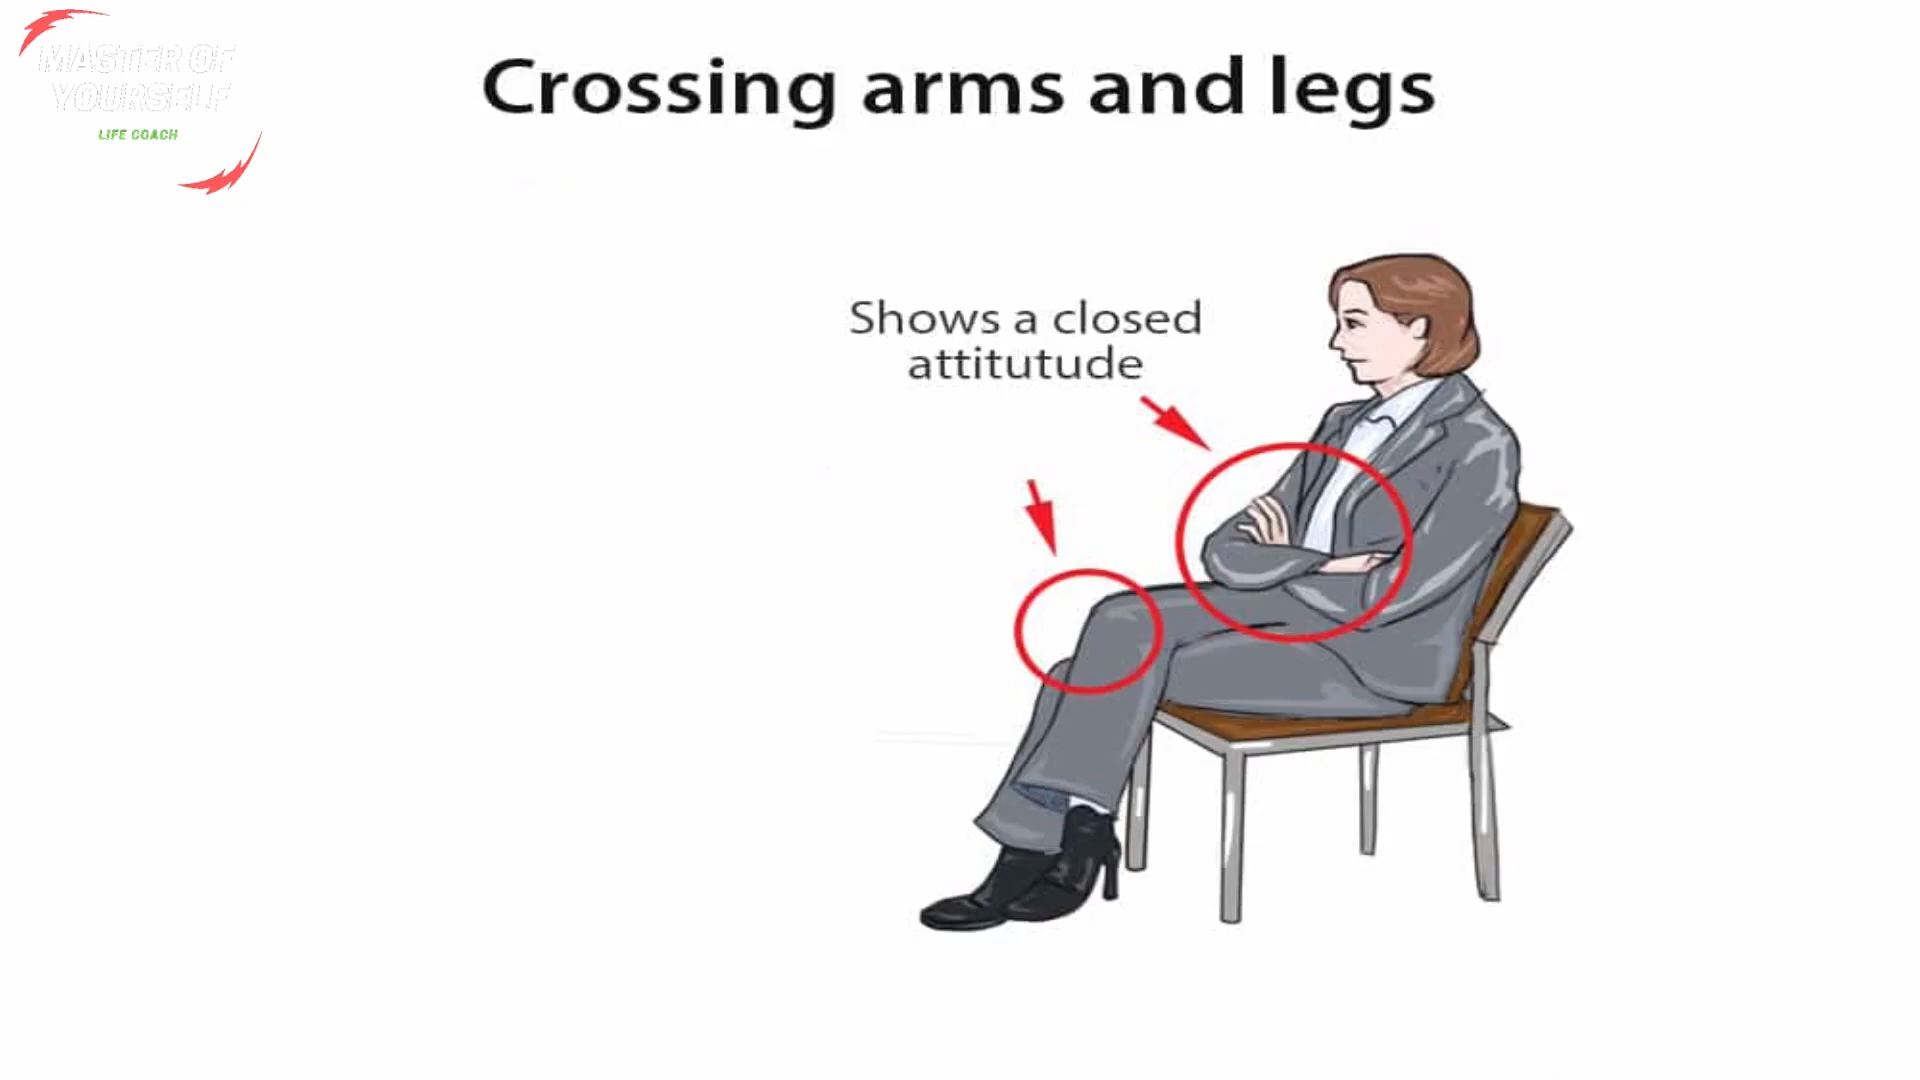 MASTER OF
YOURSELF
LIFE COACH
Crossing arms and legs
Shows a closed
attitutude